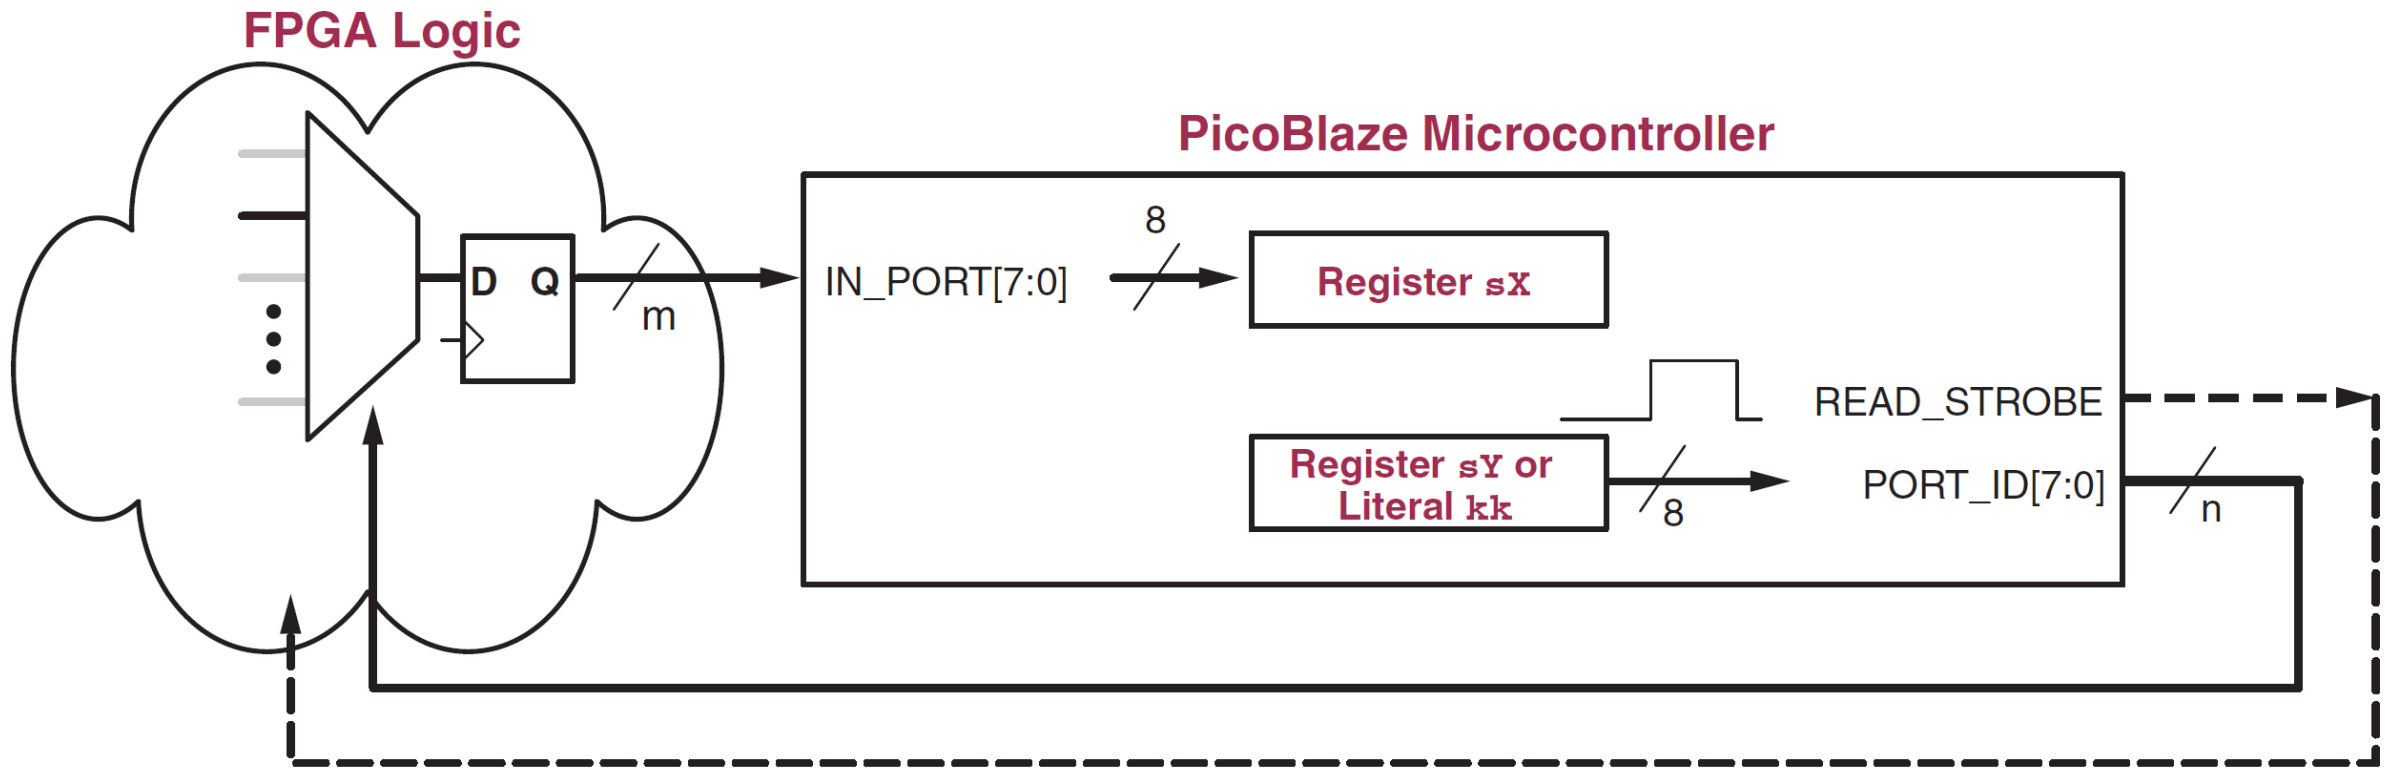 FPGA Logic
PicoBlaze Microcontroller
8
D Q
m
IN_PORT[7:0]
Register sX
READ_STROBE
Register sY or
Literal kk
8
PORT_ID[7:0]
n